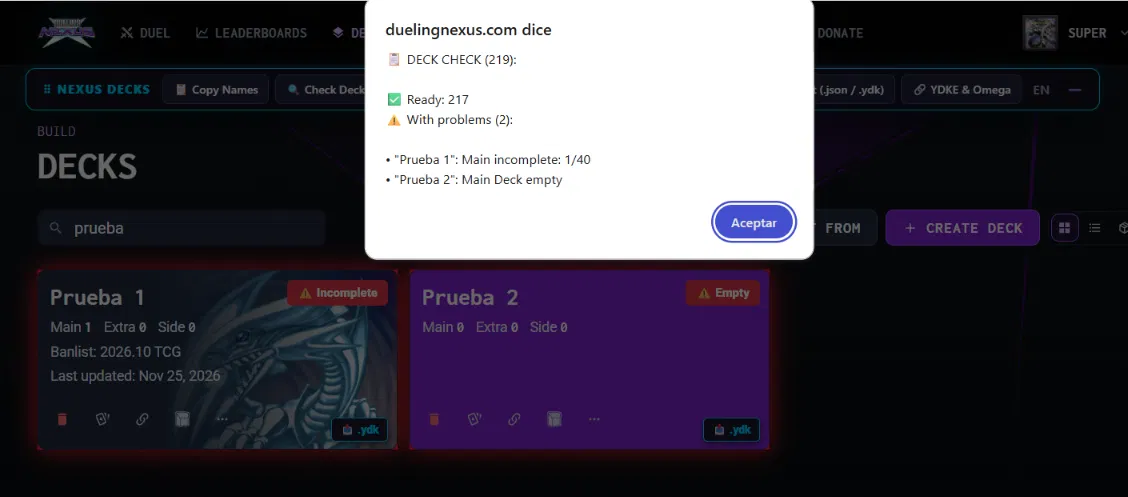 NEXUS
DUEL
LEADERBOARDS
DE
DONATE
SUPER
duelingnexus.com dice
DECK CHECK (219):
Ready: 217
With problems (2):
• "Prueba 1": Main incomplete: 1/40
• "Prueba 2": Main Deck empty
Aceptar
NEXUS DECKS
Copy Names
Check Deck
(.json / .ydk)
YDKE & Omega
EN
BUILD
DECKS
prueba
FROM
+ CREATE DECK
Prueba 1
Incomplete
Main 1 Extra 0 Side 0
Banlist: 2026.10 TCG
Last updated: Nov 25, 2026
.ydk
Prueba 2
Empty
Main 0 Extra 0 Side 0
.ydk